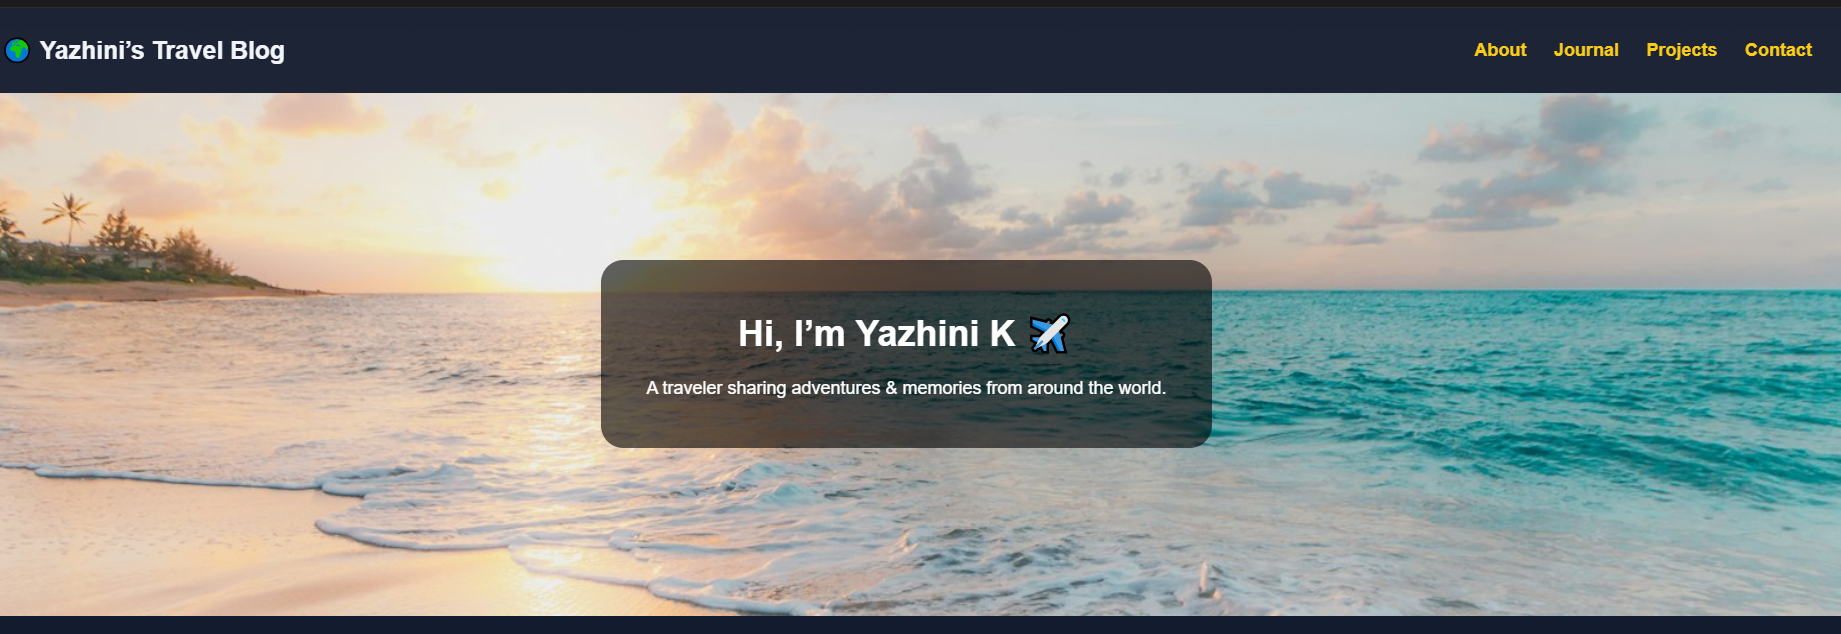 🌍 Yazhini’s Travel Blog
About Journal Projects Contact
Hi, I’m Yazhini K ✈️
A traveler sharing adventures & memories from around the world.